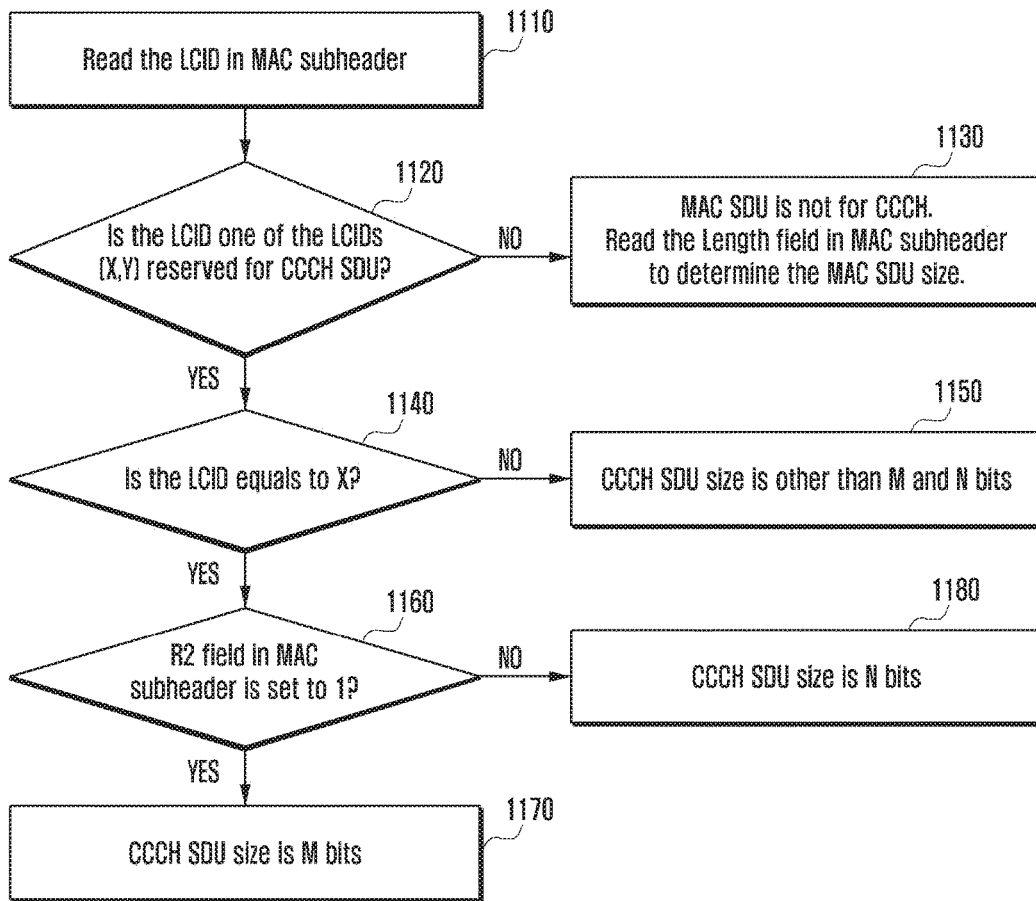 1110
Read the LCID in MAC subheader
1120
Is the LCID one of the LCIDs
(X,Y) reserved for CCCH SDU?
NO
1130
MAC SDU is not for CCCH.
Read the Length field in MAC subheader
to determine the MAC SDU size.
YES
1140
Is the LCID equals to X?
NO
1150
CCCH SDU size is other than M and N bits
YES
1160
R2 field in MAC
subheader is set to 1?
NO
1180
CCCH SDU size is N bits
YES
1170
CCCH SDU size is M bits